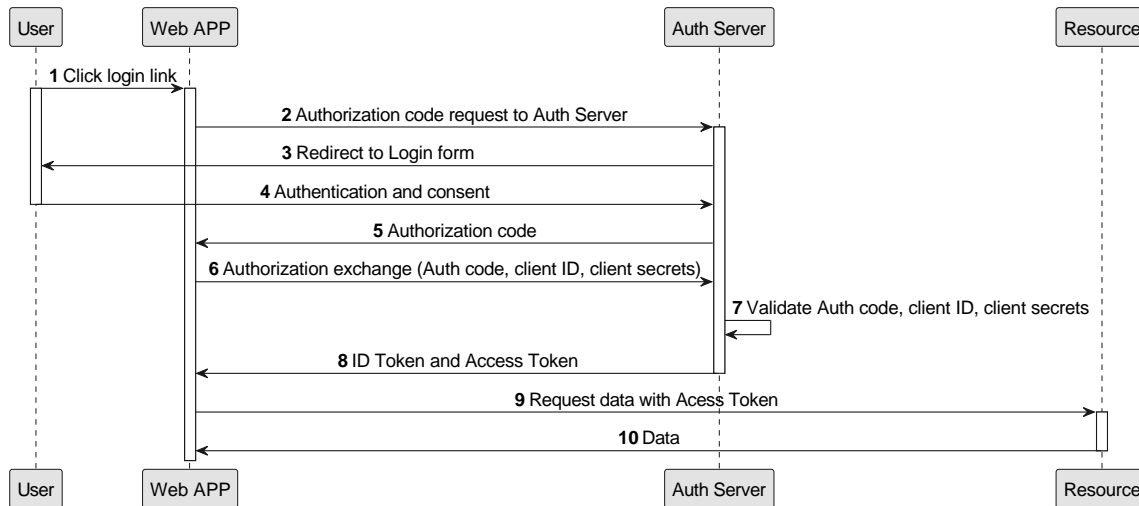 User
Web APP
Auth Server
Resource
1 Click login link
2 Authorization code request to Auth Server
3 Redirect to Login form
4 Authentication and consent
5 Authorization code
6 Authorization exchange (Auth code, client ID, client secrets)
7 Validate Auth code, client ID, client secrets
8 ID Token and Access Token
9 Request data with Acess Token
10 Data
User
Web APP
Auth Server
Resource